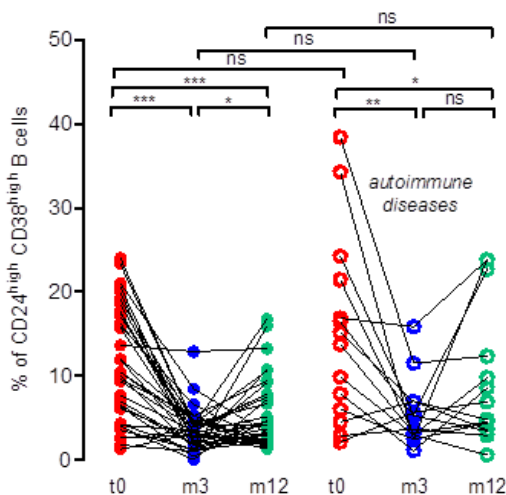 ns
ns
ns
*** *
*** * ** ns
50
40
30
20
10
0
% of CD24high CD38high B cells
autoimmune
diseases
t0 m3 m12 t0 m3 m12